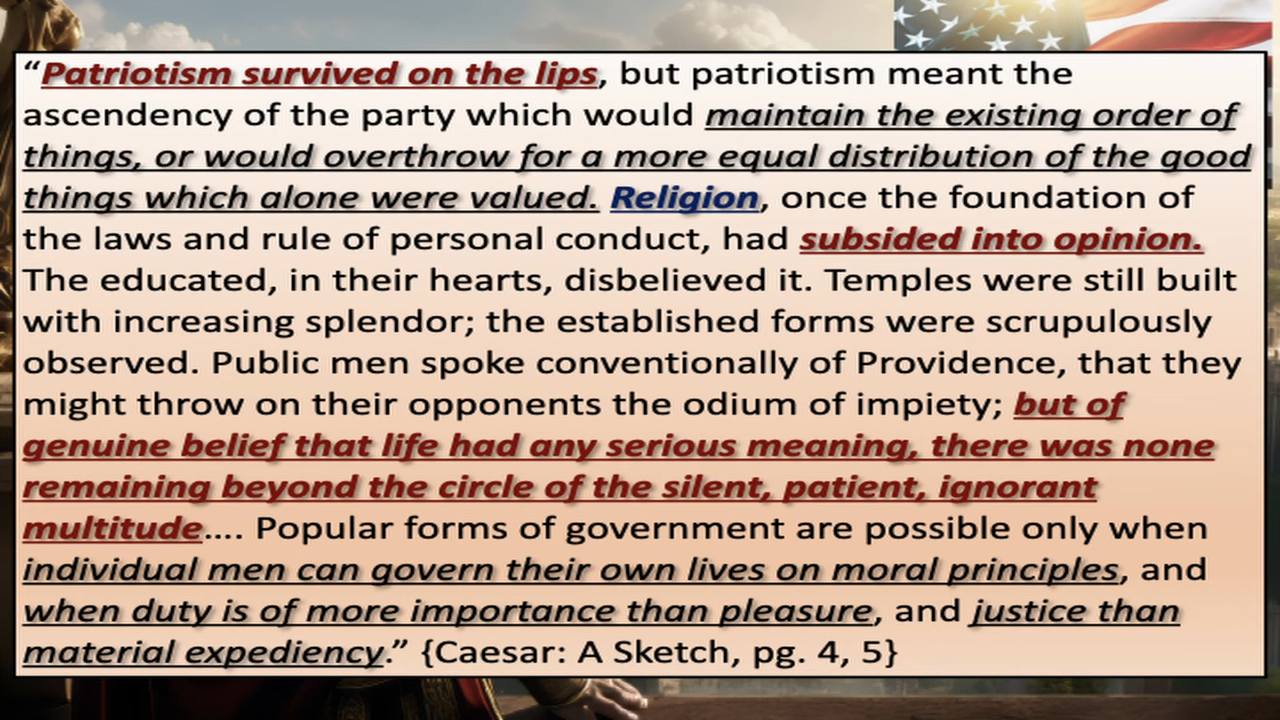 “Patriotism survived on the lips, but patriotism meant the
ascendency of the party which would maintain the existing order of
things, or would overthrow for a more equal distribution of the good
things which alone were valued. Religion, once the foundation of
the laws and rule of personal conduct, had subsided into opinion.
The educated, in their hearts, disbelieved it. Temples were still built
with increasing splendor; the established forms were scrupulously
observed. Public men spoke conventionally of Providence, that they
might throw on their opponents the odium of impiety; but of
genuine belief that life had any serious meaning, there was none
remaining beyond the circle of the silent, patient, ignorant
multitude…. Popular forms of government are possible only when
individual men can govern their own lives on moral principles, and
when duty is of more importance than pleasure, and justice than
material expediency.” {Caesar: A Sketch, pg. 4, 5}